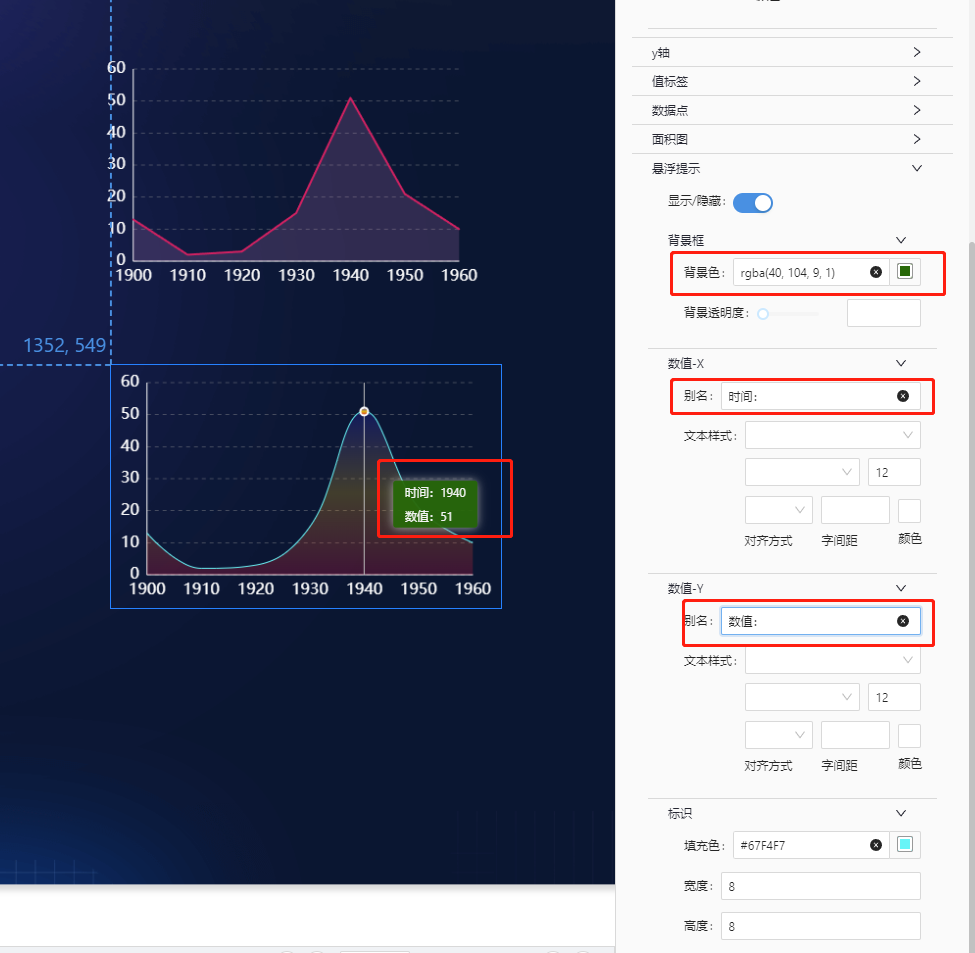 60
50
40
30
20
10
0
1900 1910 1920 1930 1940 1950 1960
1352, 549
60
50
40
30
20
10
0
1900 1910 1920 1930 1940 1950 1960
时间: 1940
数值: 51
y轴
值标签
数据点
面积图
悬浮提示
显示/隐藏:
背景框
背景色: rgba(40, 104, 9, 1)
背景透明度:
数值-X
别名: 时间:
文本样式:
12
对齐方式 字间距 颜色
数值-Y
别名: 数值:
文本样式:
12
对齐方式 字间距 颜色
标识
填充色: #67F4F7
宽度: 8
高度: 8